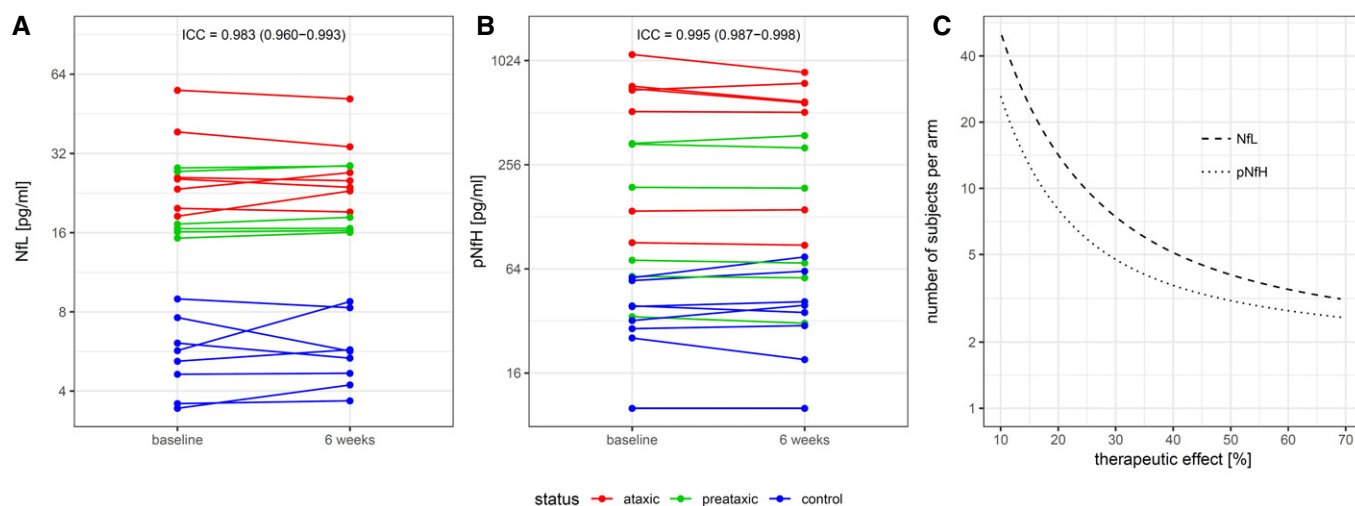 A
ICC = 0.983 (0.960−0.993)
64
32
16
8
4
NfL [pg/ml]
baseline
6 weeks
B
ICC = 0.995 (0.987−0.998)
1024
256
64
16
pNfH [pg/ml]
baseline
6 weeks
C
40
20
10
5
2
1
number of subjects per arm
NfL
pNfH
10
20
30
40
50
60
70
therapeutic effect [%]
status
ataxic
preataxic
control